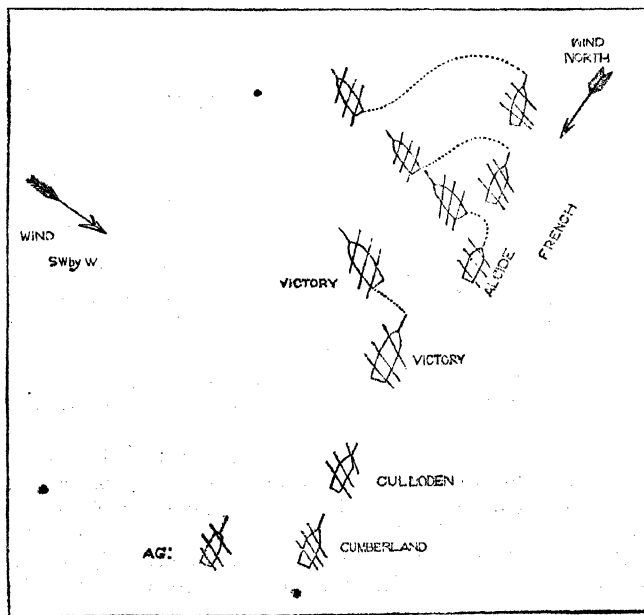 WIND
NORTH
WIND
SW by W
VICTORY
ALCIDE
FRENCH
VICTORY
CULLODEN
CUMBERLAND
AG: